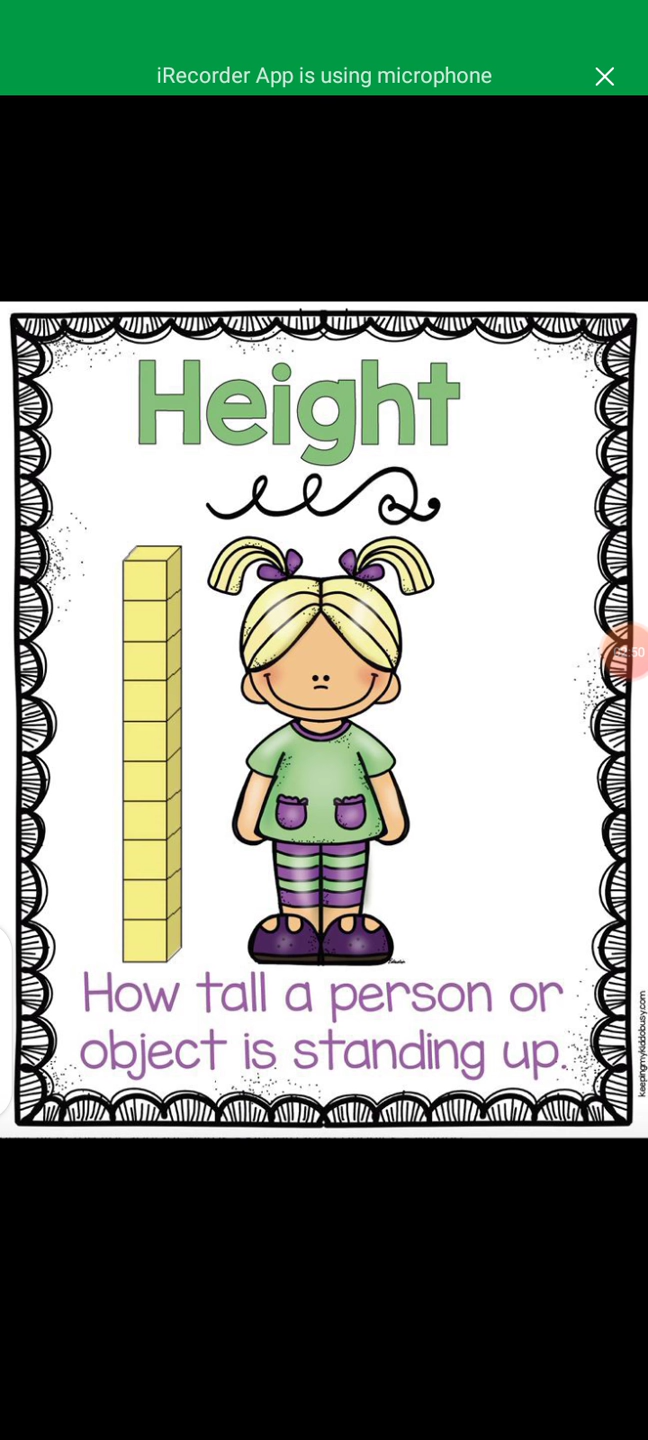 iRecorder App is using microphone
Height
How tall a person or
object is standing up.
keepingmykiddobusy.com